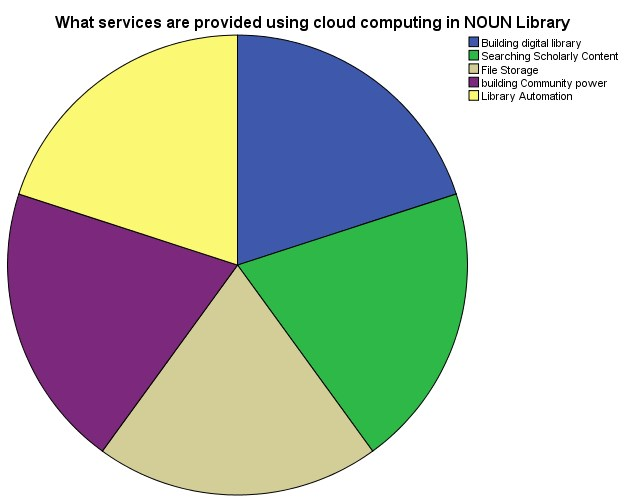 What services are provided using cloud computing in NOUN Library
Building digital library
Searching Scholarly Content
File Storage
building Community power
Library Automation